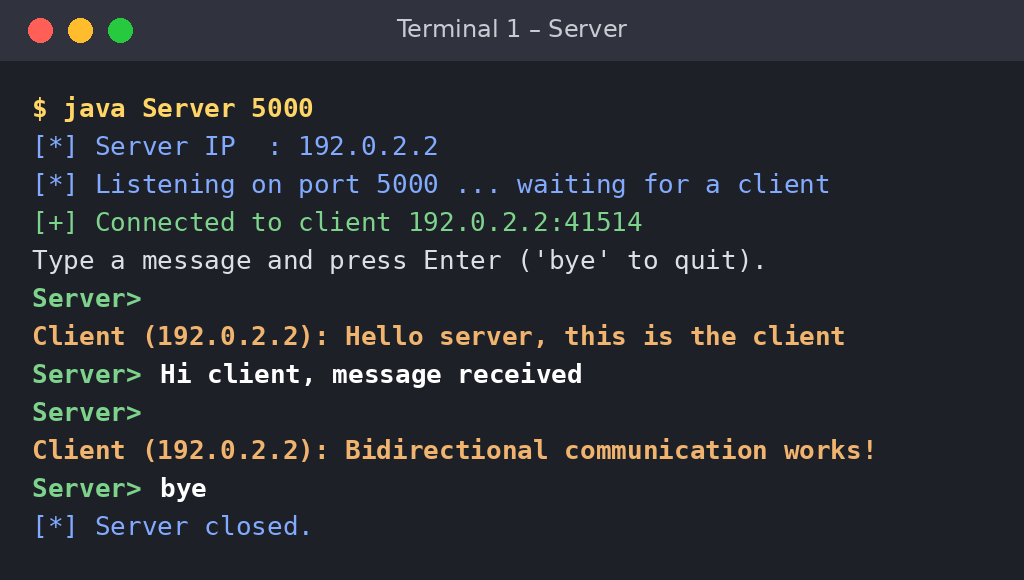 Terminal 1 – Server
$ java Server 5000
[*] Server IP  : 192.0.2.2
[*] Listening on port 5000 ... waiting for a client
[+] Connected to client 192.0.2.2:41514
Type a message and press Enter ('bye' to quit).
Server>
Client (192.0.2.2): Hello server, this is the client
Server> Hi client, message received
Server>
Client (192.0.2.2): Bidirectional communication works!
Server> bye
[*] Server closed.